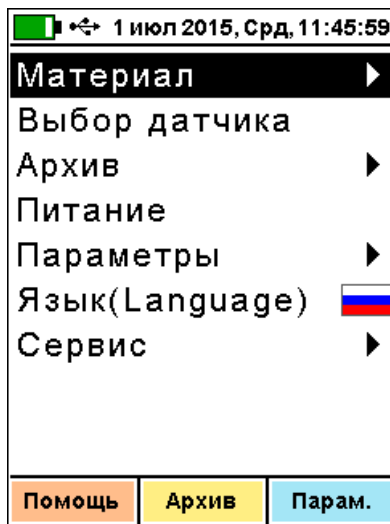 1 июл 2015, Срд, 11:45:59
Материал
Выбор датчика
Архив
Питание
Параметры
Язык(Language)
Сервис
Помощь Архив Парам.